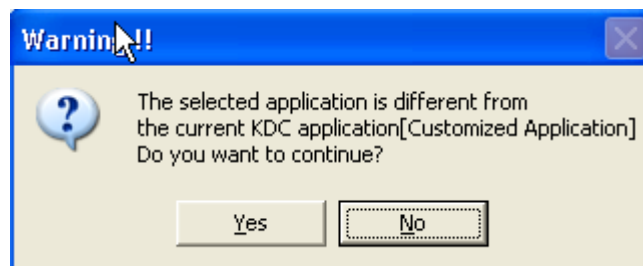 Warning!!!
The selected application is different from
the current KDC application[Customized Application]
Do you want to continue?
Yes
No